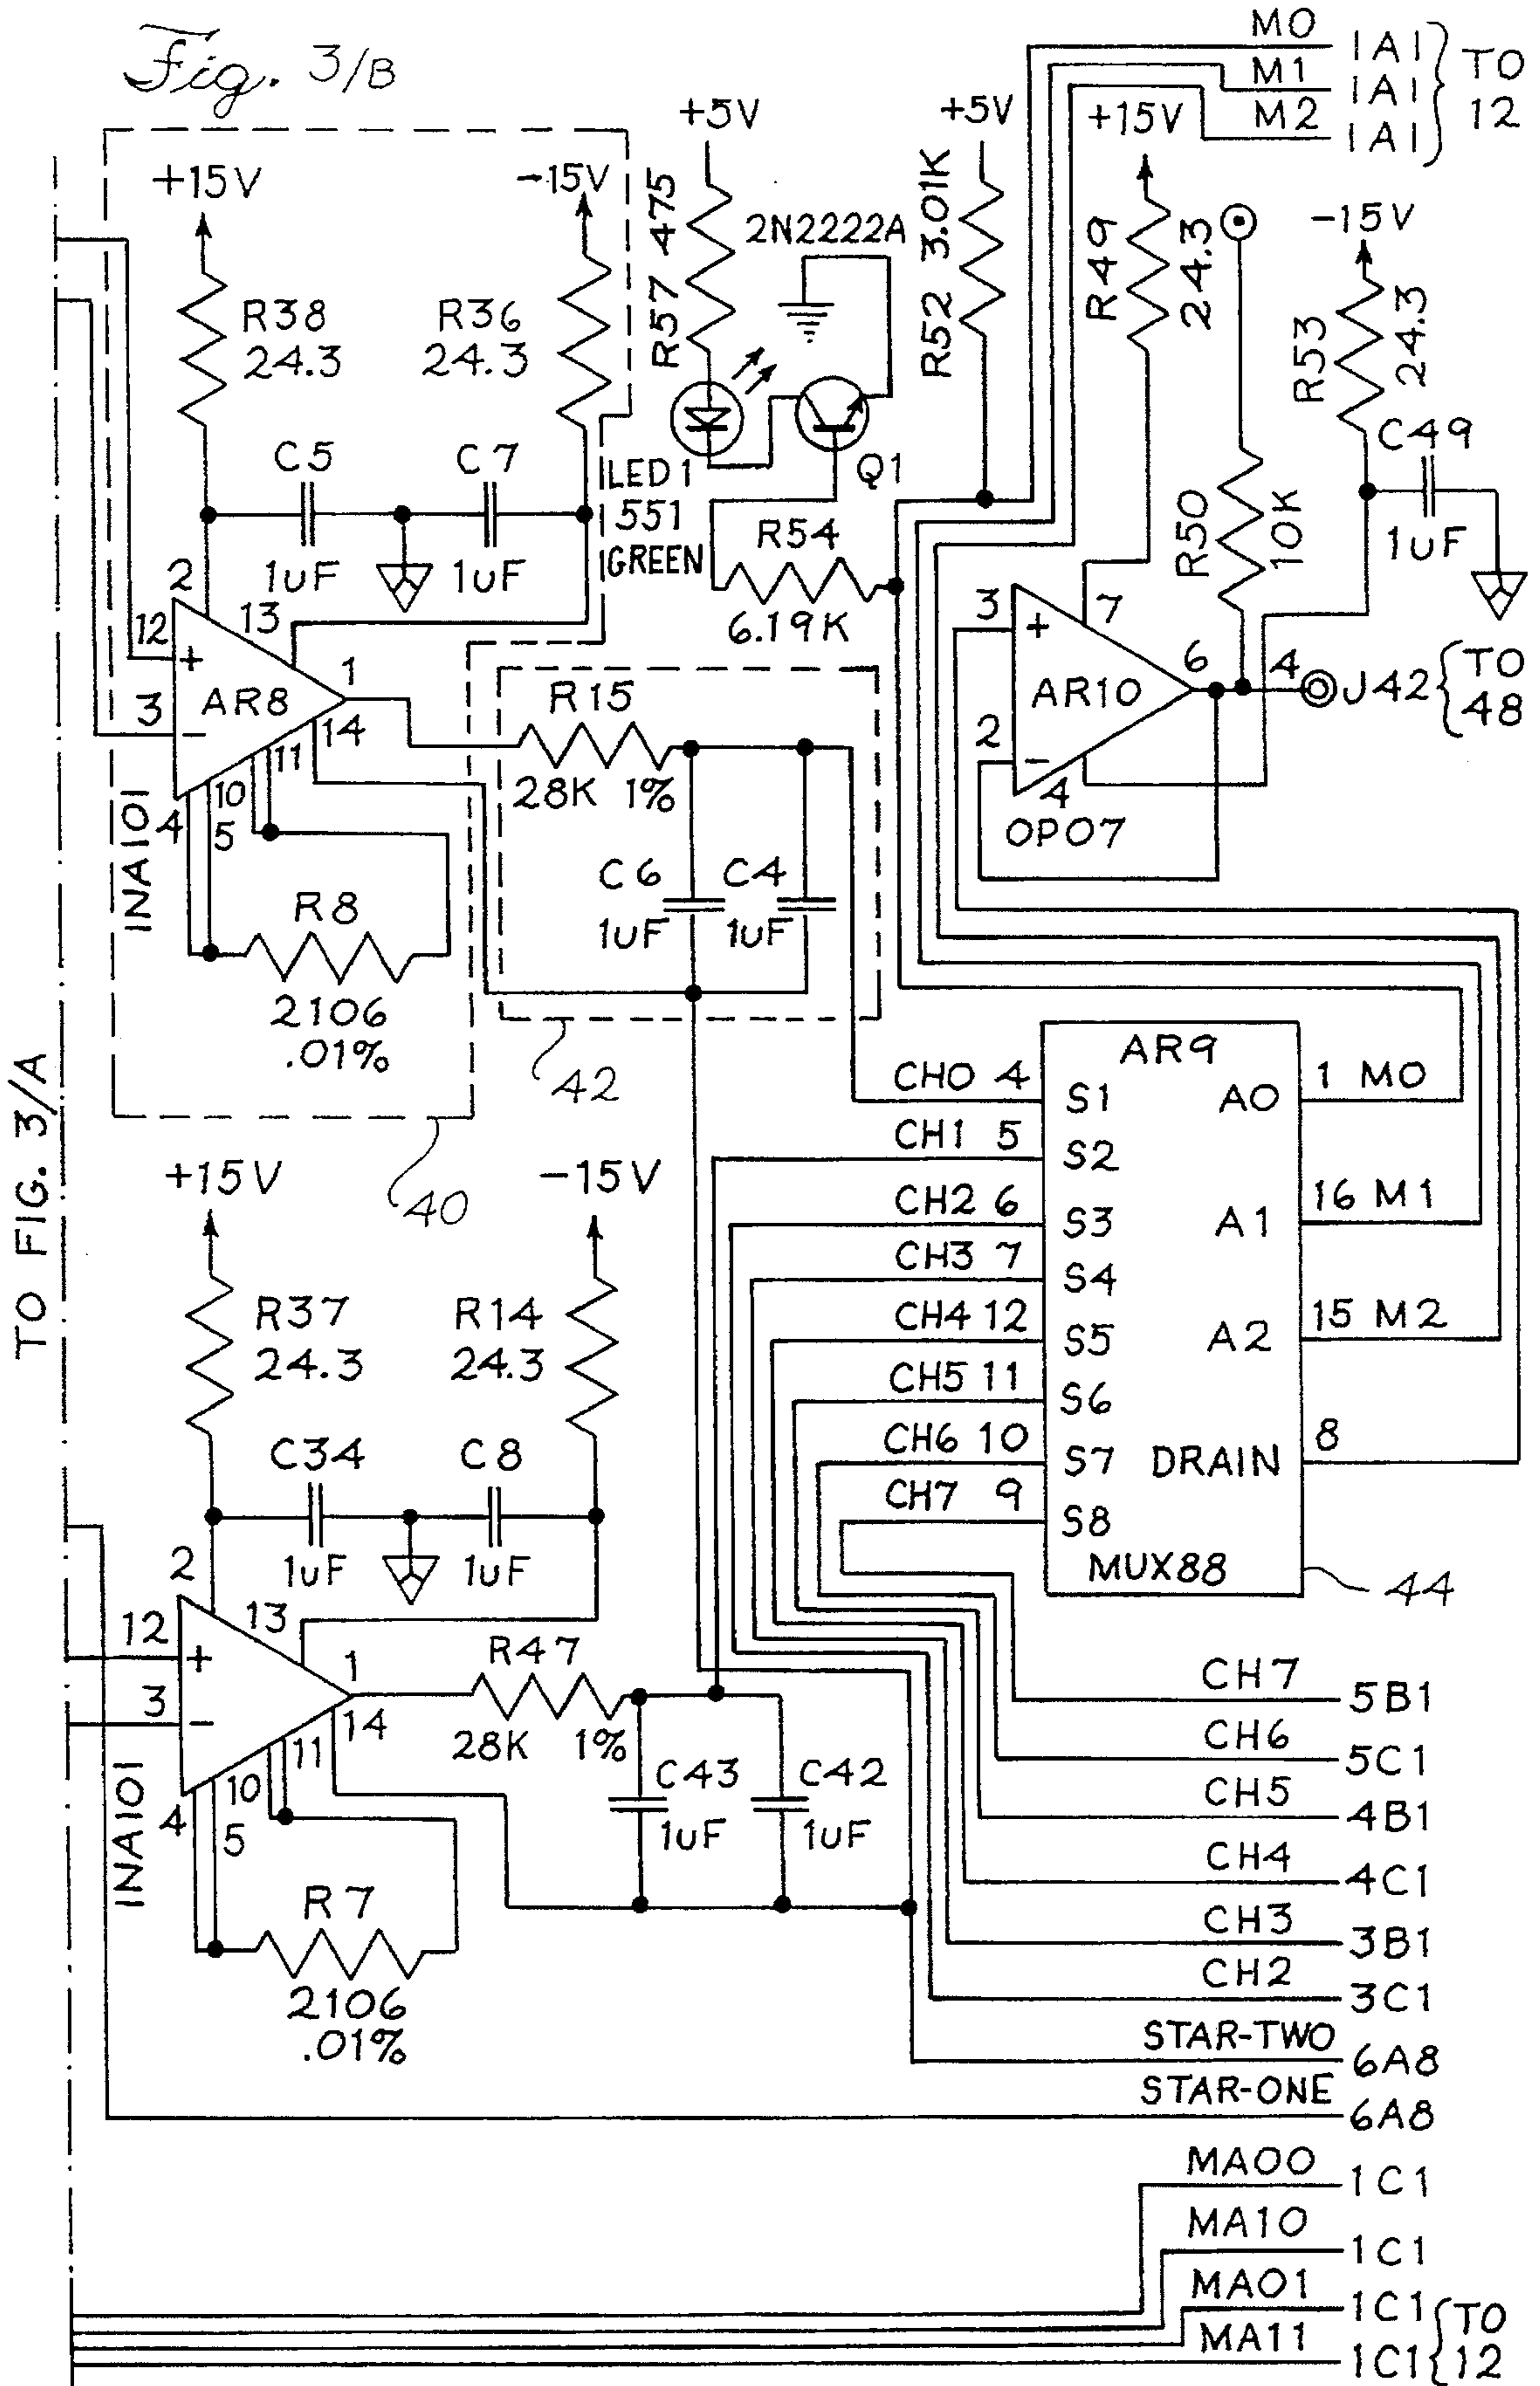 Fig. 3/B
M0 1A1
M1 1A1
M2 1A1
TO
12
+15V
-15V
+5V
+5V
+15V
-15V
R38
24.3
R36
24.3
R57 475
2N2222A
R52 3.01K
R49
24.3
R53
24.3
C5
1uF
C7
1uF
LED1
551
GREEN
Q1
R54
6.19K
R50
10K
C49
1uF
2
13
12
+
3
-
AR8
1
14
11
10
5
4
INA101
R8
2106
.01%
40
R15
28K 1%
C6
1uF
C4
1uF
42
3
+
7
AR10
6
2
-
4
OP07
4
J42
TO
48
TO FIG. 3/A
AR9
CH0 4 S1
CH1 5 S2
CH2 6 S3
CH3 7 S4
CH4 12 S5
CH5 11 S6
CH6 10 S7
CH7 9 S8
A0 1 M0
A1 16 M1
A2 15 M2
DRAIN 8
MUX88
44
+15V
-15V
R37
24.3
R14
24.3
C34
1uF
C8
1uF
2
13
12
+
3
-
1
14
11
10
5
4
INA101
R7
2106
.01%
R47
28K 1%
C43
1uF
C42
1uF
CH7 5B1
CH6 5C1
CH5 4B1
CH4 4C1
CH3 3B1
CH2 3C1
STAR-TWO 6A8
STAR-ONE 6A8
MA00 1C1
MA10 1C1
MA01 1C1
MA11 1C1
TO
12